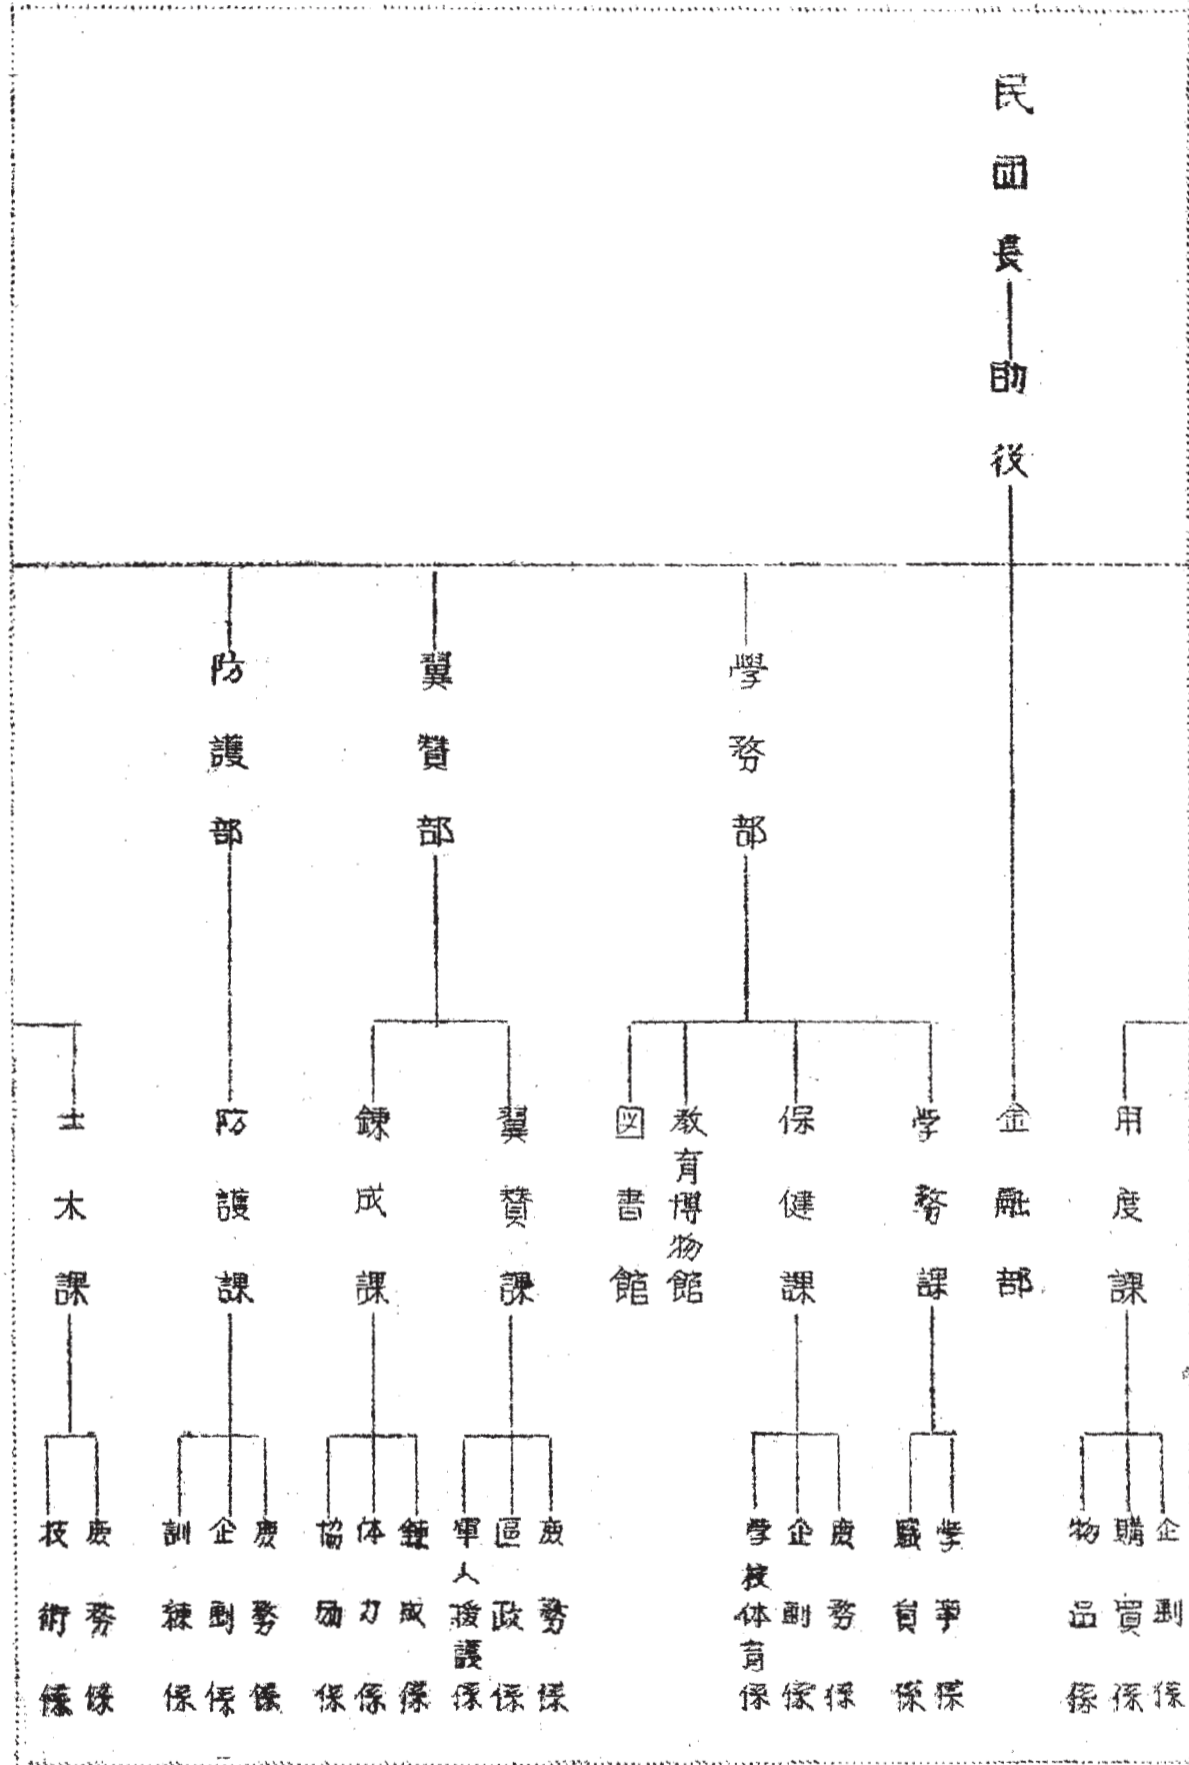 民団長
助役
用度課
企劃係
購買係
物品係
金融部
學務部
学務課
学事係
職員係
保健課
庶務係
企劃係
学校体育係
教育博物館
図書館
翼賛部
翼賛課
庶務係
區政係
軍人援護係
錬成課
錬成係
体力係
協励係
防護部
防護課
庶務係
企劃係
訓練係
土木課
庶務係
技術係